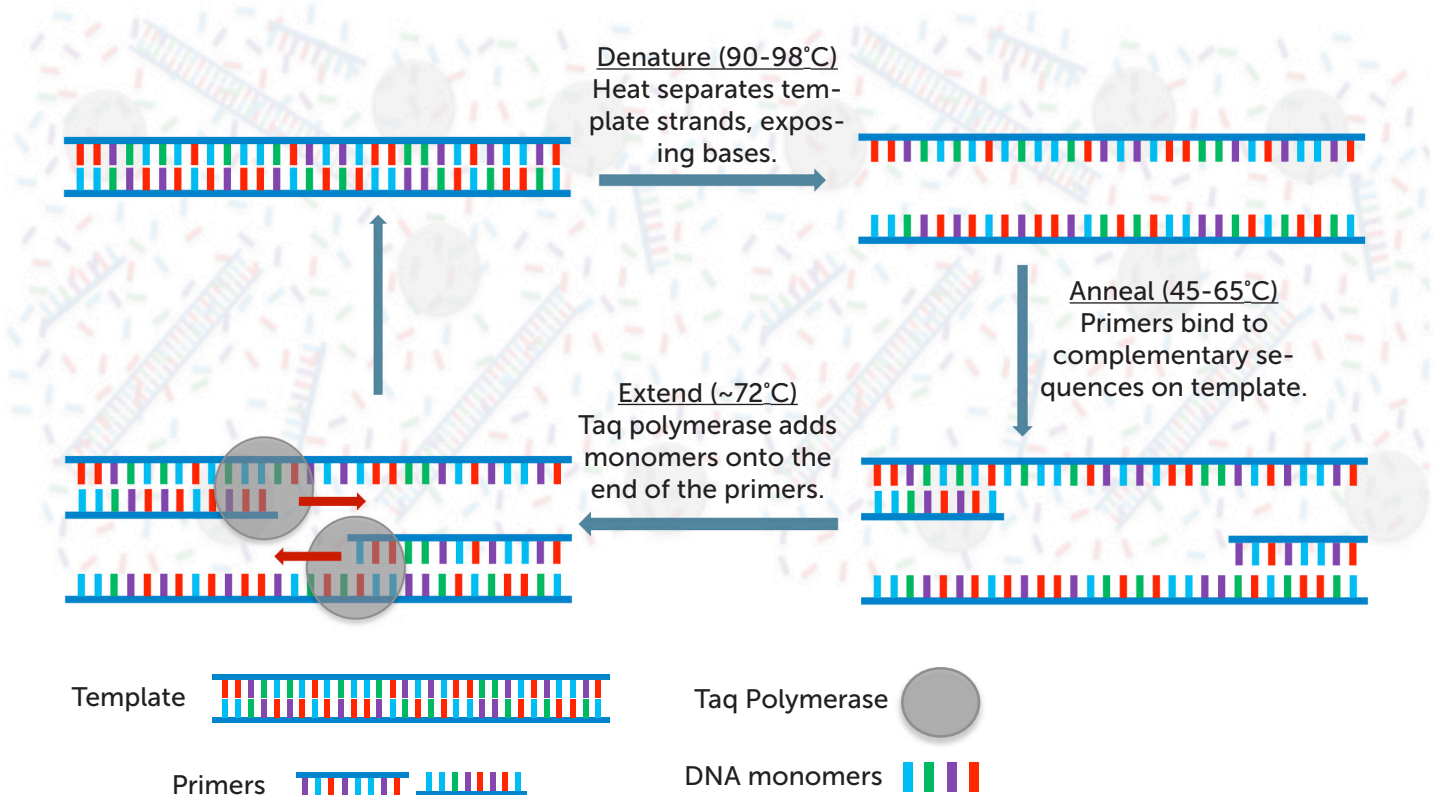 Denature (90-98°C)
Heat separates tem-
plate strands, expos-
ing bases.
Anneal (45-65°C)
Primers bind to
complementary se-
quences on template.
Extend (~72°C)
Taq polymerase adds
monomers onto the
end of the primers.
Template
Taq Polymerase
Primers
DNA monomers